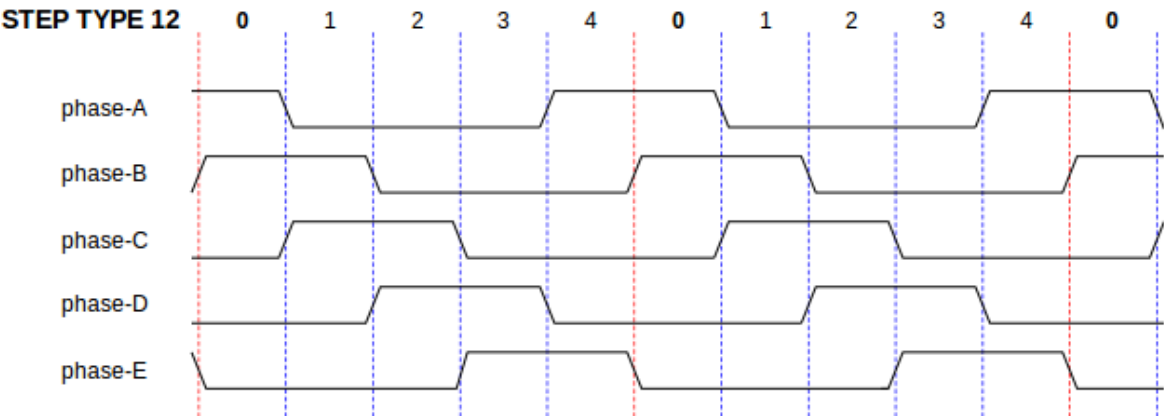 STEP TYPE 12 0 1 2 3 4 0 1 2 3 4 0
phase-A
phase-B
phase-C
phase-D
phase-E